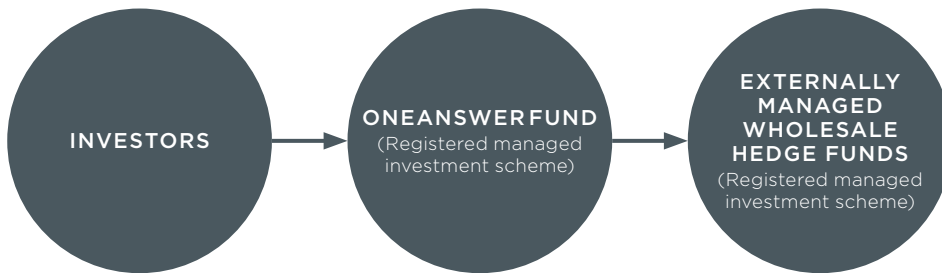 INVESTORS
ONEANSWERFUND
(Registered managed
investment scheme)
EXTERNALLY
MANAGED
WHOLESALE
HEDGE FUNDS
(Registered managed
investment scheme)